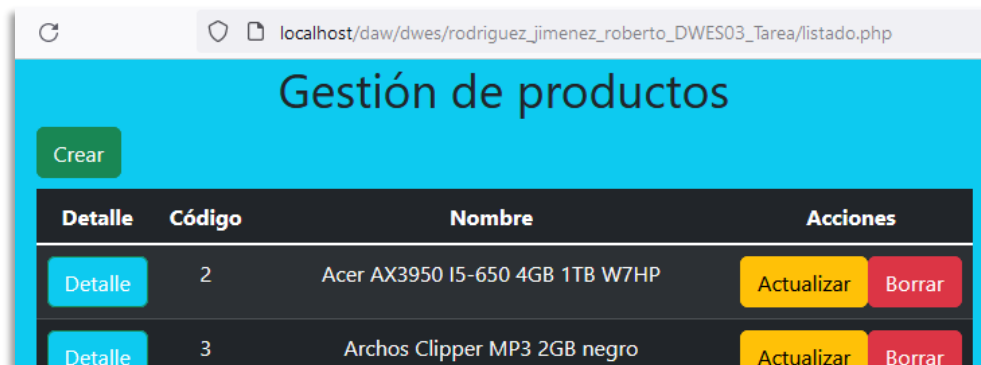 localhost/daw/dwes/rodriguez_jimenez_roberto_DWES03_Tarea/listado.php
Gestión de productos
Crear
Detalle Código Nombre Acciones
Detalle 2 Acer AX3950 I5-650 4GB 1TB W7HP Actualizar Borrar
Detalle 3 Archos Clipper MP3 2GB negro Actualizar Borrar